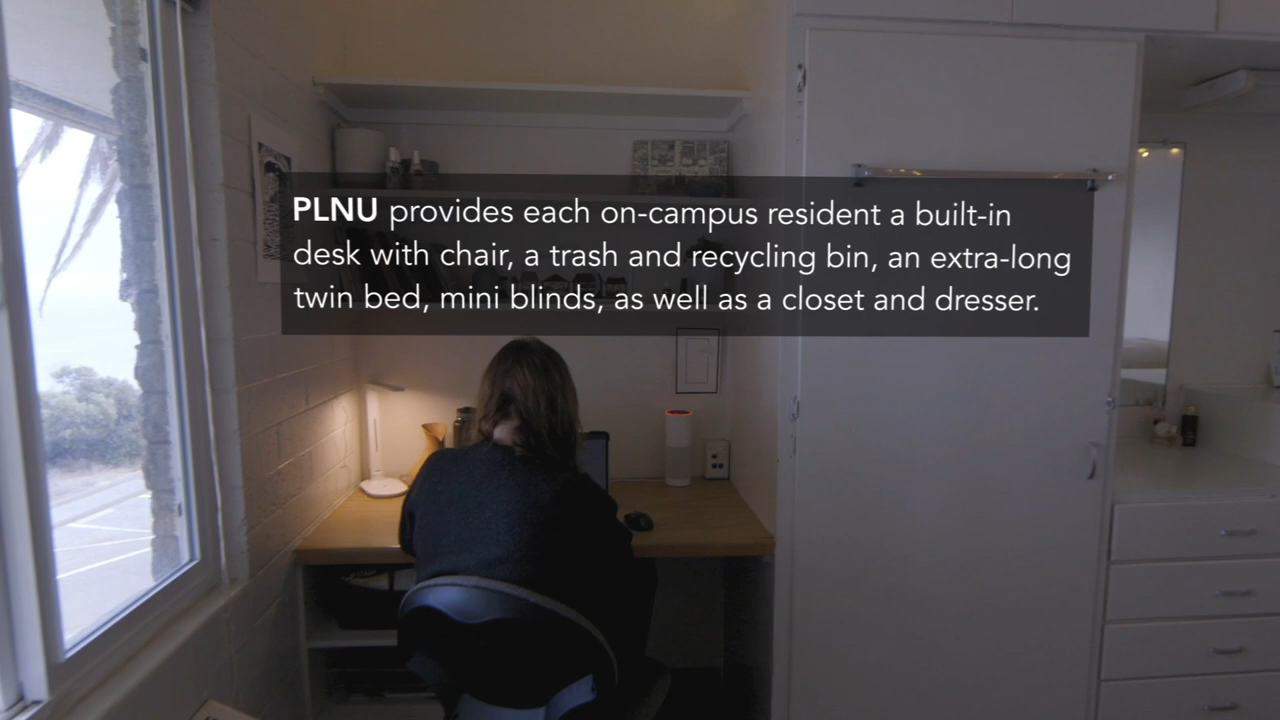 PLNU provides each on-campus resident a built-in
desk with chair, a trash and recycling bin, an extra-long
twin bed, mini blinds, as well as a closet and dresser.